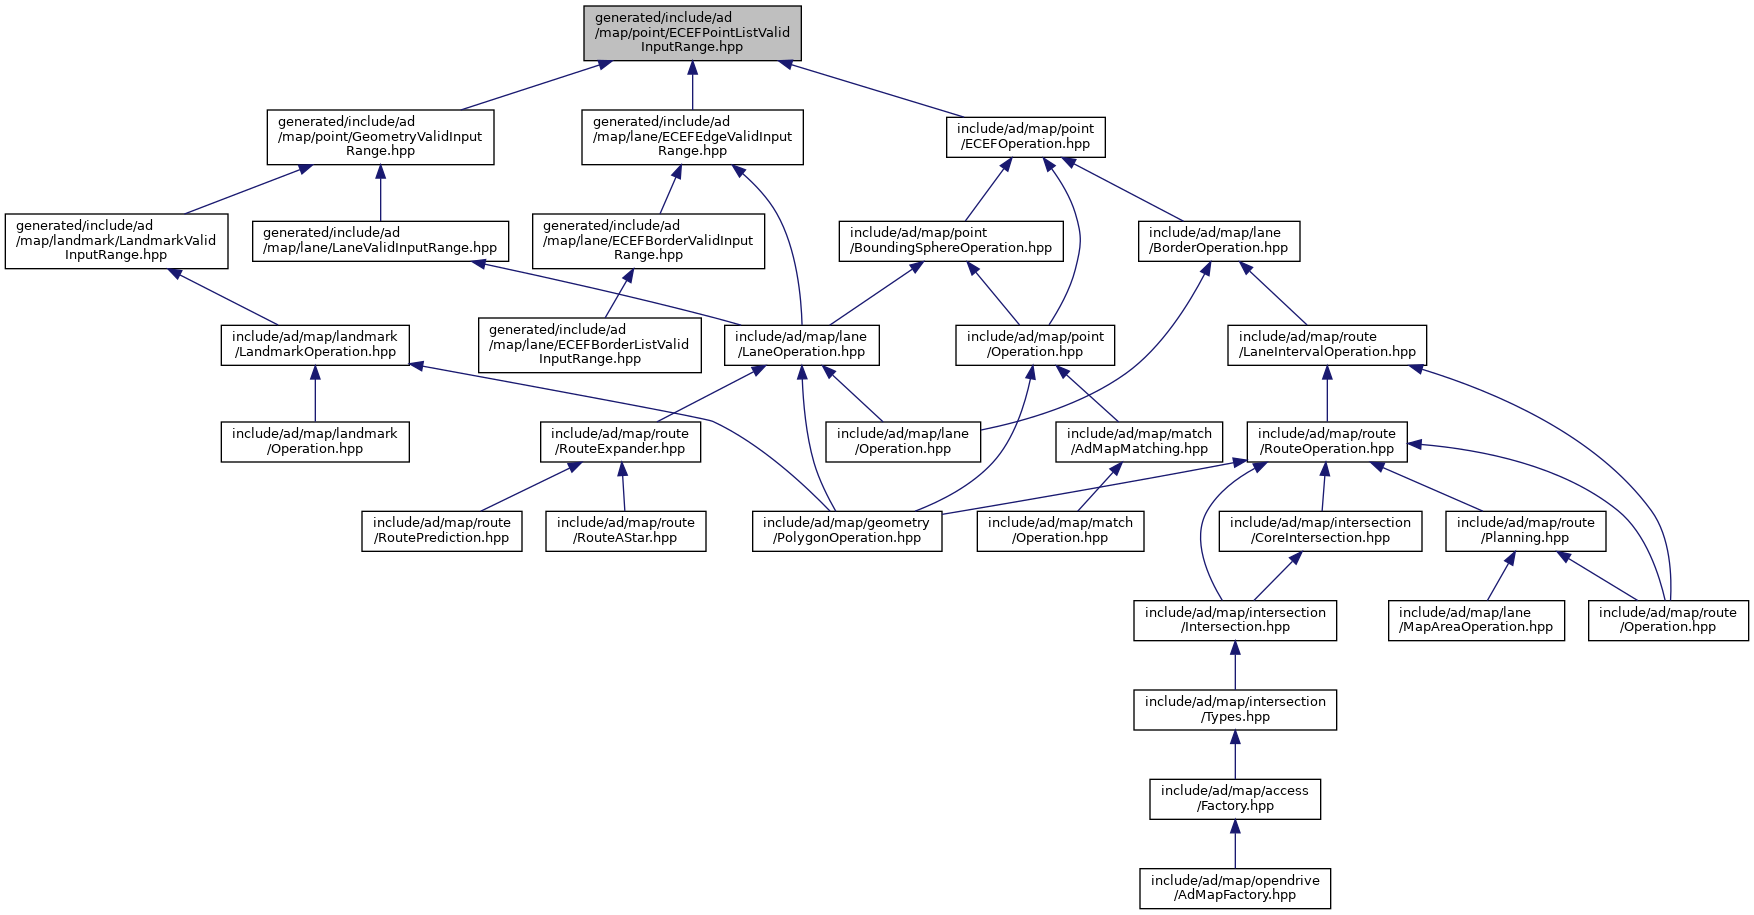 generated/include/ad
/map/point/ECEFPointListValid
InputRange.hpp
generated/include/ad
/map/point/GeometryValidInput
Range.hpp
generated/include/ad
/map/lane/ECEFEdgeValidInput
Range.hpp
include/ad/map/point
/ECEFOperation.hpp
generated/include/ad
/map/landmark/LandmarkValid
InputRange.hpp
generated/include/ad
/map/lane/LaneValidInputRange.hpp
generated/include/ad
/map/lane/ECEFBorderValidInput
Range.hpp
include/ad/map/point
/BoundingSphereOperation.hpp
include/ad/map/lane
/BorderOperation.hpp
include/ad/map/landmark
/LandmarkOperation.hpp
generated/include/ad
/map/lane/ECEFBorderListValid
InputRange.hpp
include/ad/map/lane
/LaneOperation.hpp
include/ad/map/point
/Operation.hpp
include/ad/map/route
/LaneIntervalOperation.hpp
include/ad/map/landmark
/Operation.hpp
include/ad/map/route
/RouteExpander.hpp
include/ad/map/lane
/Operation.hpp
include/ad/map/match
/AdMapMatching.hpp
include/ad/map/route
/RouteOperation.hpp
include/ad/map/route
/RoutePrediction.hpp
include/ad/map/route
/RouteAStar.hpp
include/ad/map/geometry
/PolygonOperation.hpp
include/ad/map/match
/Operation.hpp
include/ad/map/intersection
/CoreIntersection.hpp
include/ad/map/route
/Planning.hpp
include/ad/map/intersection
/Intersection.hpp
include/ad/map/lane
/MapAreaOperation.hpp
include/ad/map/route
/Operation.hpp
include/ad/map/intersection
/Types.hpp
include/ad/map/access
/Factory.hpp
include/ad/map/opendrive
/AdMapFactory.hpp